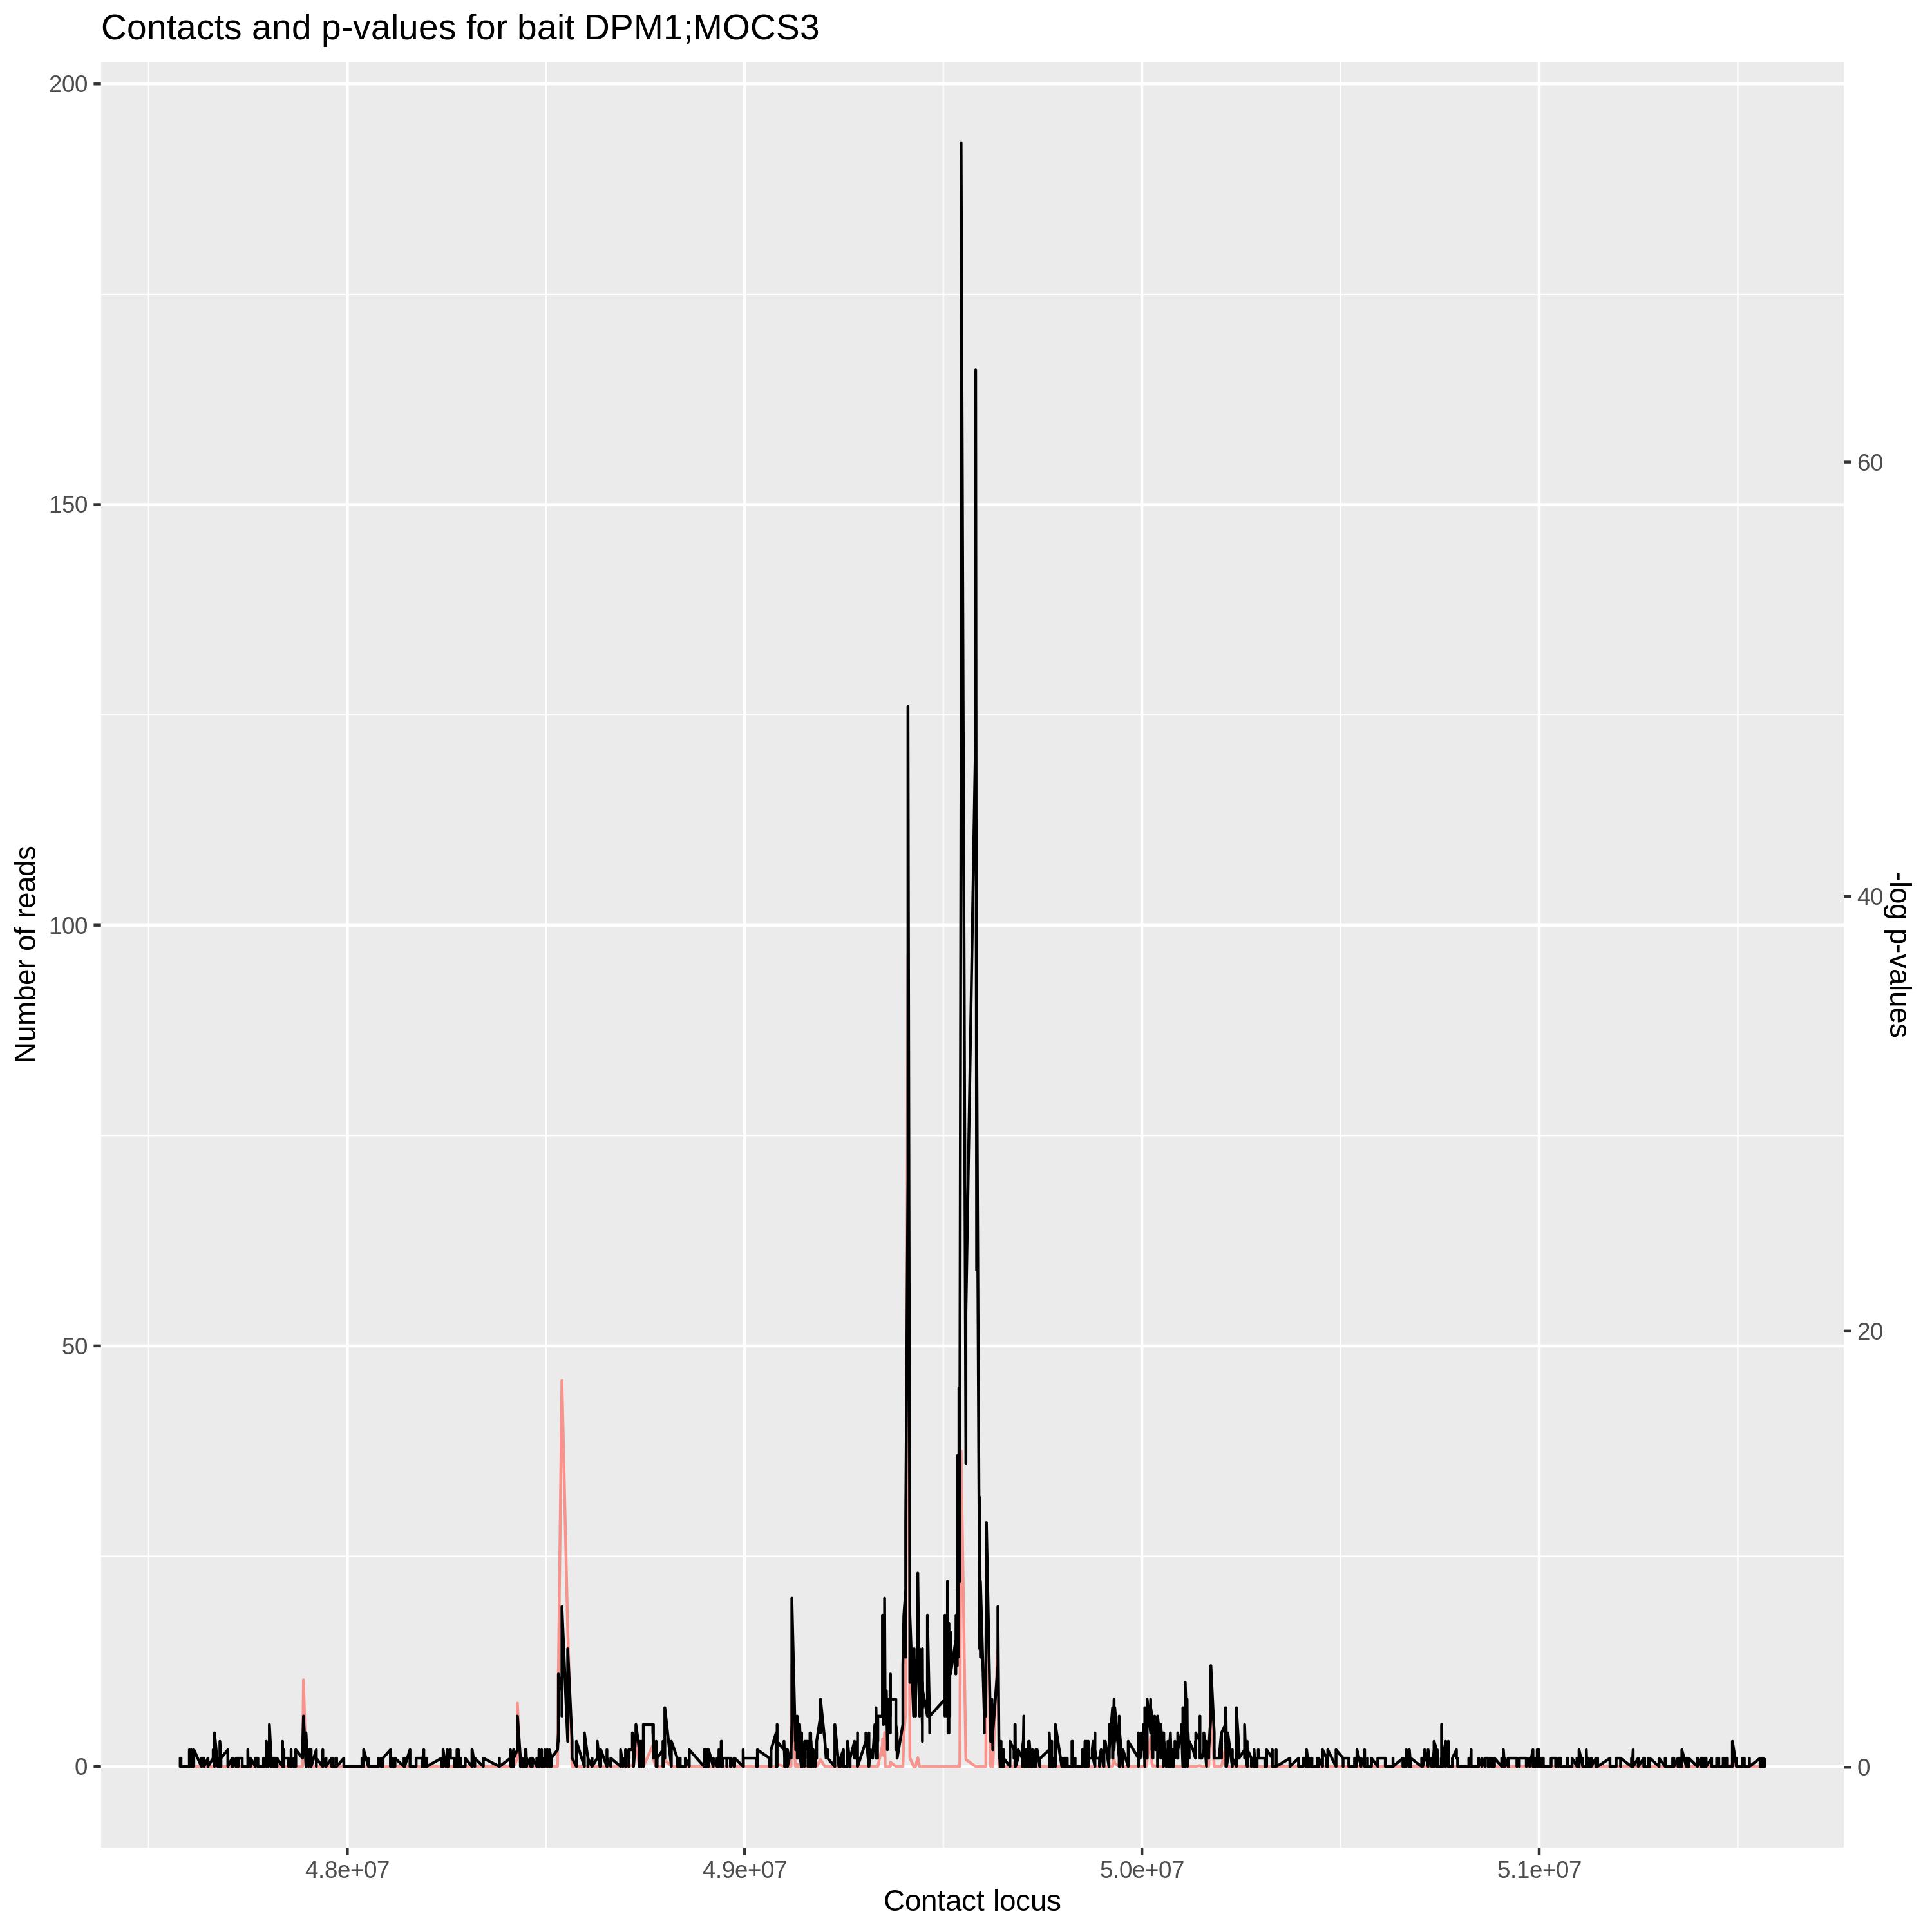 Contacts and p-values for bait DPM1;MOCS3
200
150
100
50
0
Number of reads
60
40
20
0
-log p-values
4.8e+07
4.9e+07
5.0e+07
5.1e+07
Contact locus